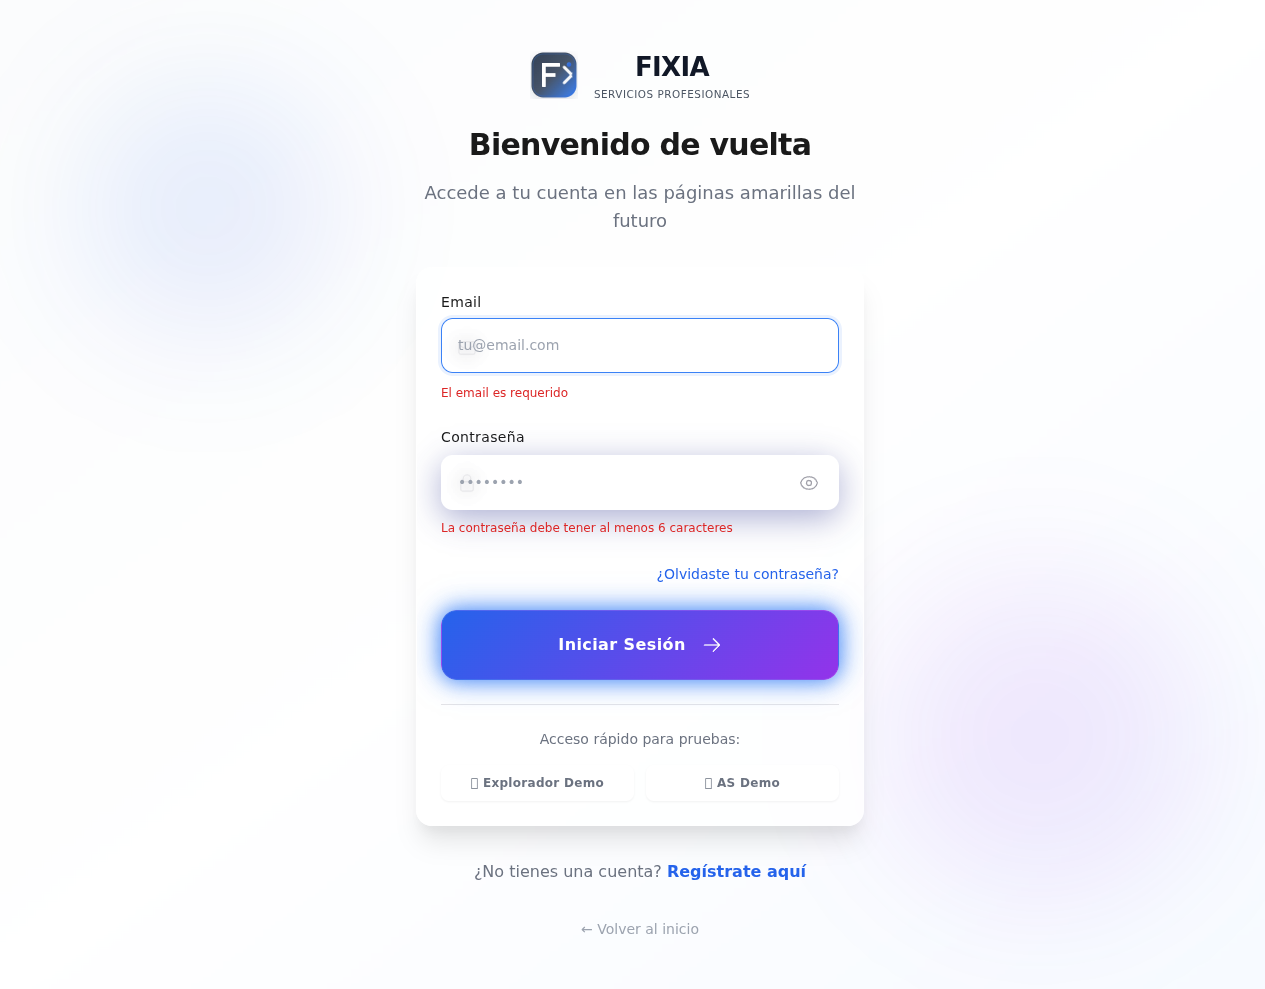 FIXIA
SERVICIOS PROFESIONALES
Bienvenido de vuelta
Accede a tu cuenta en las páginas amarillas del
futuro
Email
tu@email.com
El email es requerido
Contraseña
••••••••
La contraseña debe tener al menos 6 caracteres
¿Olvidaste tu contraseña?
Iniciar Sesión →
Acceso rápido para pruebas:
Explorador Demo
AS Demo
¿No tienes una cuenta? Regístrate aquí
← Volver al inicio